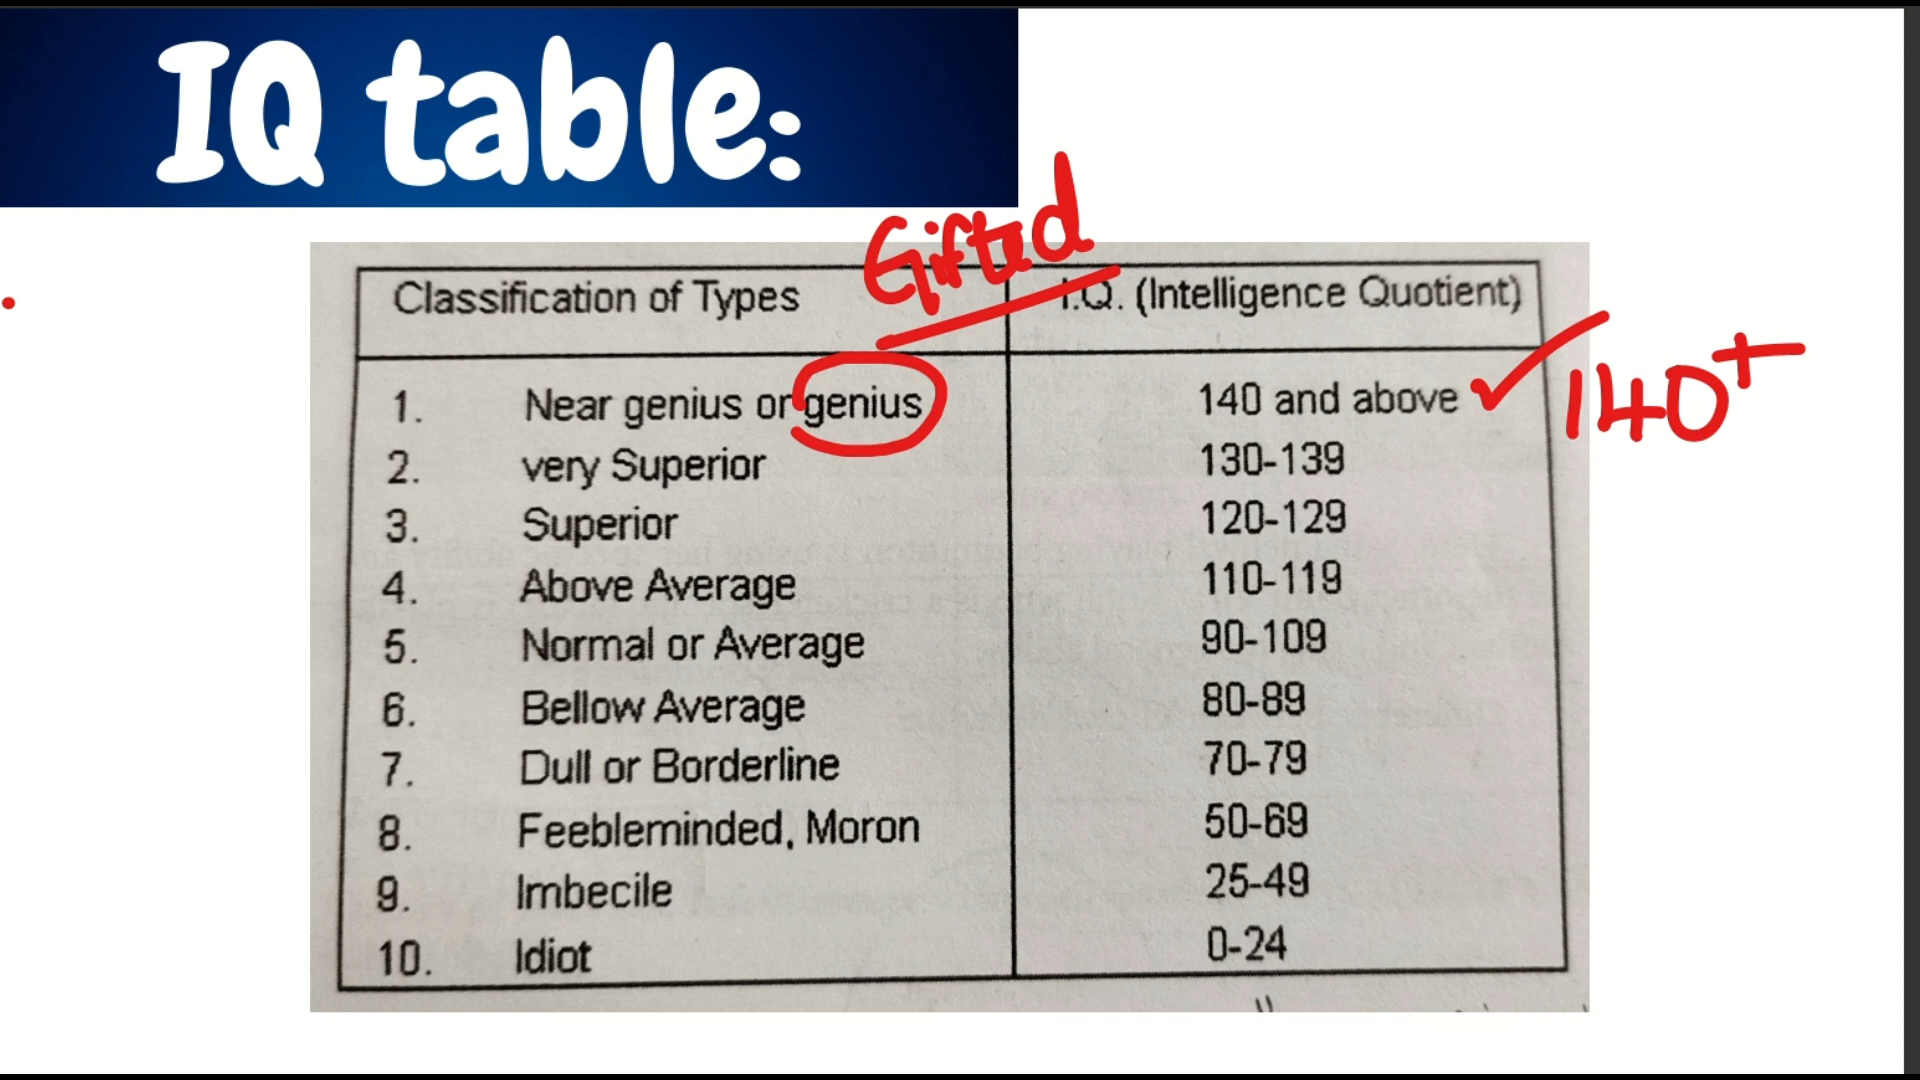 IQ table:
Gifted
Classification of Types I.Q. (Intelligence Quotient)
1. Near genius or genius 140 and above 140+
2. very Superior 130-139
3. Superior 120-129
4. Above Average 110-119
5. Normal or Average 90-109
6. Bellow Average 80-89
7. Dull or Borderline 70-79
8. Feebleminded, Moron 50-69
9. Imbecile 25-49
10. Idiot 0-24